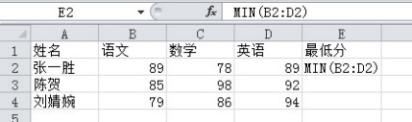 E2 fx MIN(B2:D2)
A B C D E
1 姓名 语文 数学 英语 最低分
2 张一胜 89 78 89 MIN(B2:D2)
3 陈贺 85 98 92
4 刘婧婉 79 86 94
5